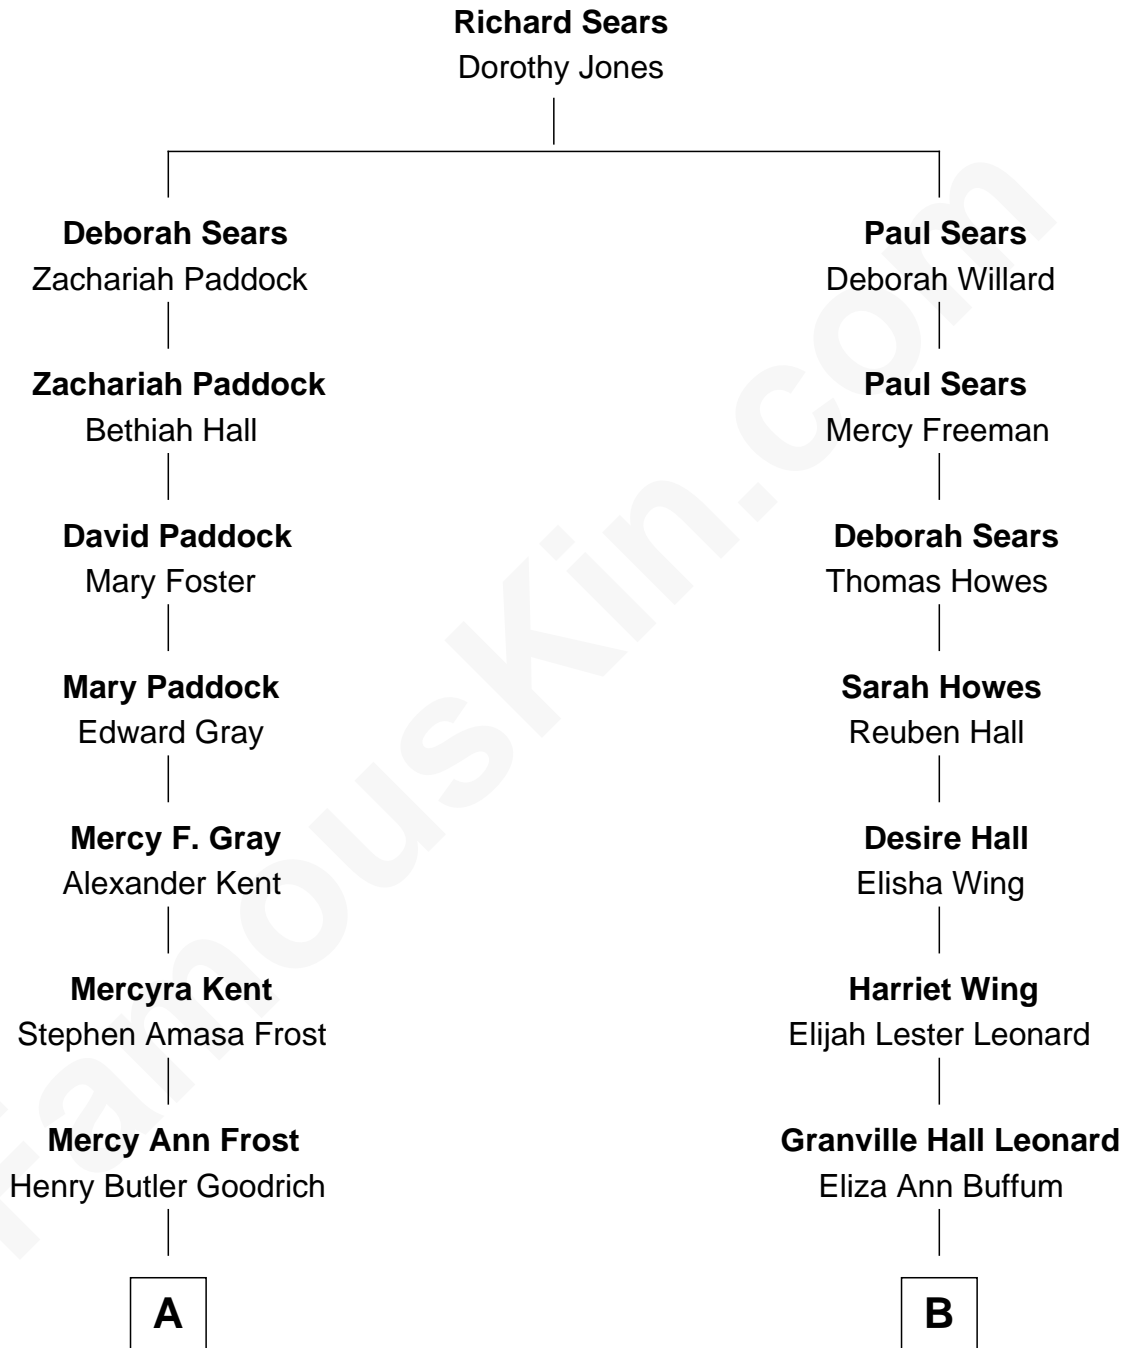 Richard Sears
Dorothy Jones
Deborah Sears
Zachariah Paddock
Paul Sears
Deborah Willard
Zachariah Paddock
Bethiah Hall
Paul Sears
Mercy Freeman
David Paddock
Mary Foster
Deborah Sears
Thomas Howes
Mary Paddock
Edward Gray
Sarah Howes
Reuben Hall
Mercy F. Gray
Alexander Kent
Desire Hall
Elisha Wing
Mercyra Kent
Stephen Amasa Frost
Harriet Wing
Elijah Lester Leonard
Mercy Ann Frost
Henry Butler Goodrich
Granville Hall Leonard
Eliza Ann Buffum
A
B
FamousKin.com